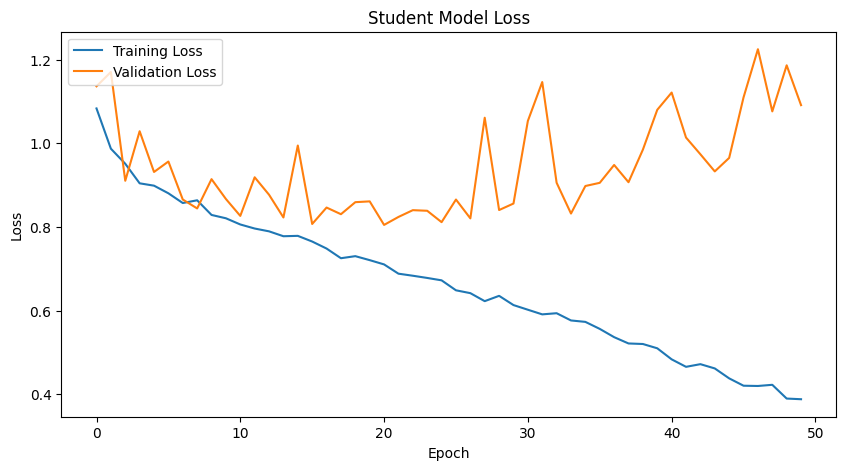 Student Model Loss
Training Loss
Validation Loss
1.2
1.0
0.8
0.6
0.4
Loss
0
10
20
30
40
50
Epoch